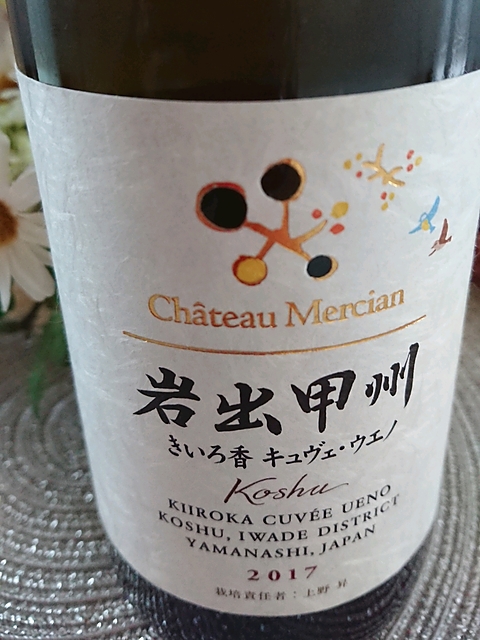 Château Mercian
岩出甲州
きいろ香 キュヴェ・ウエノ
Koshu
KIIROKA CUVÉE UENO
KOSHU, IWADE DISTRICT
YAMANASHI, JAPAN
2017
栽培責任者：上野 昇